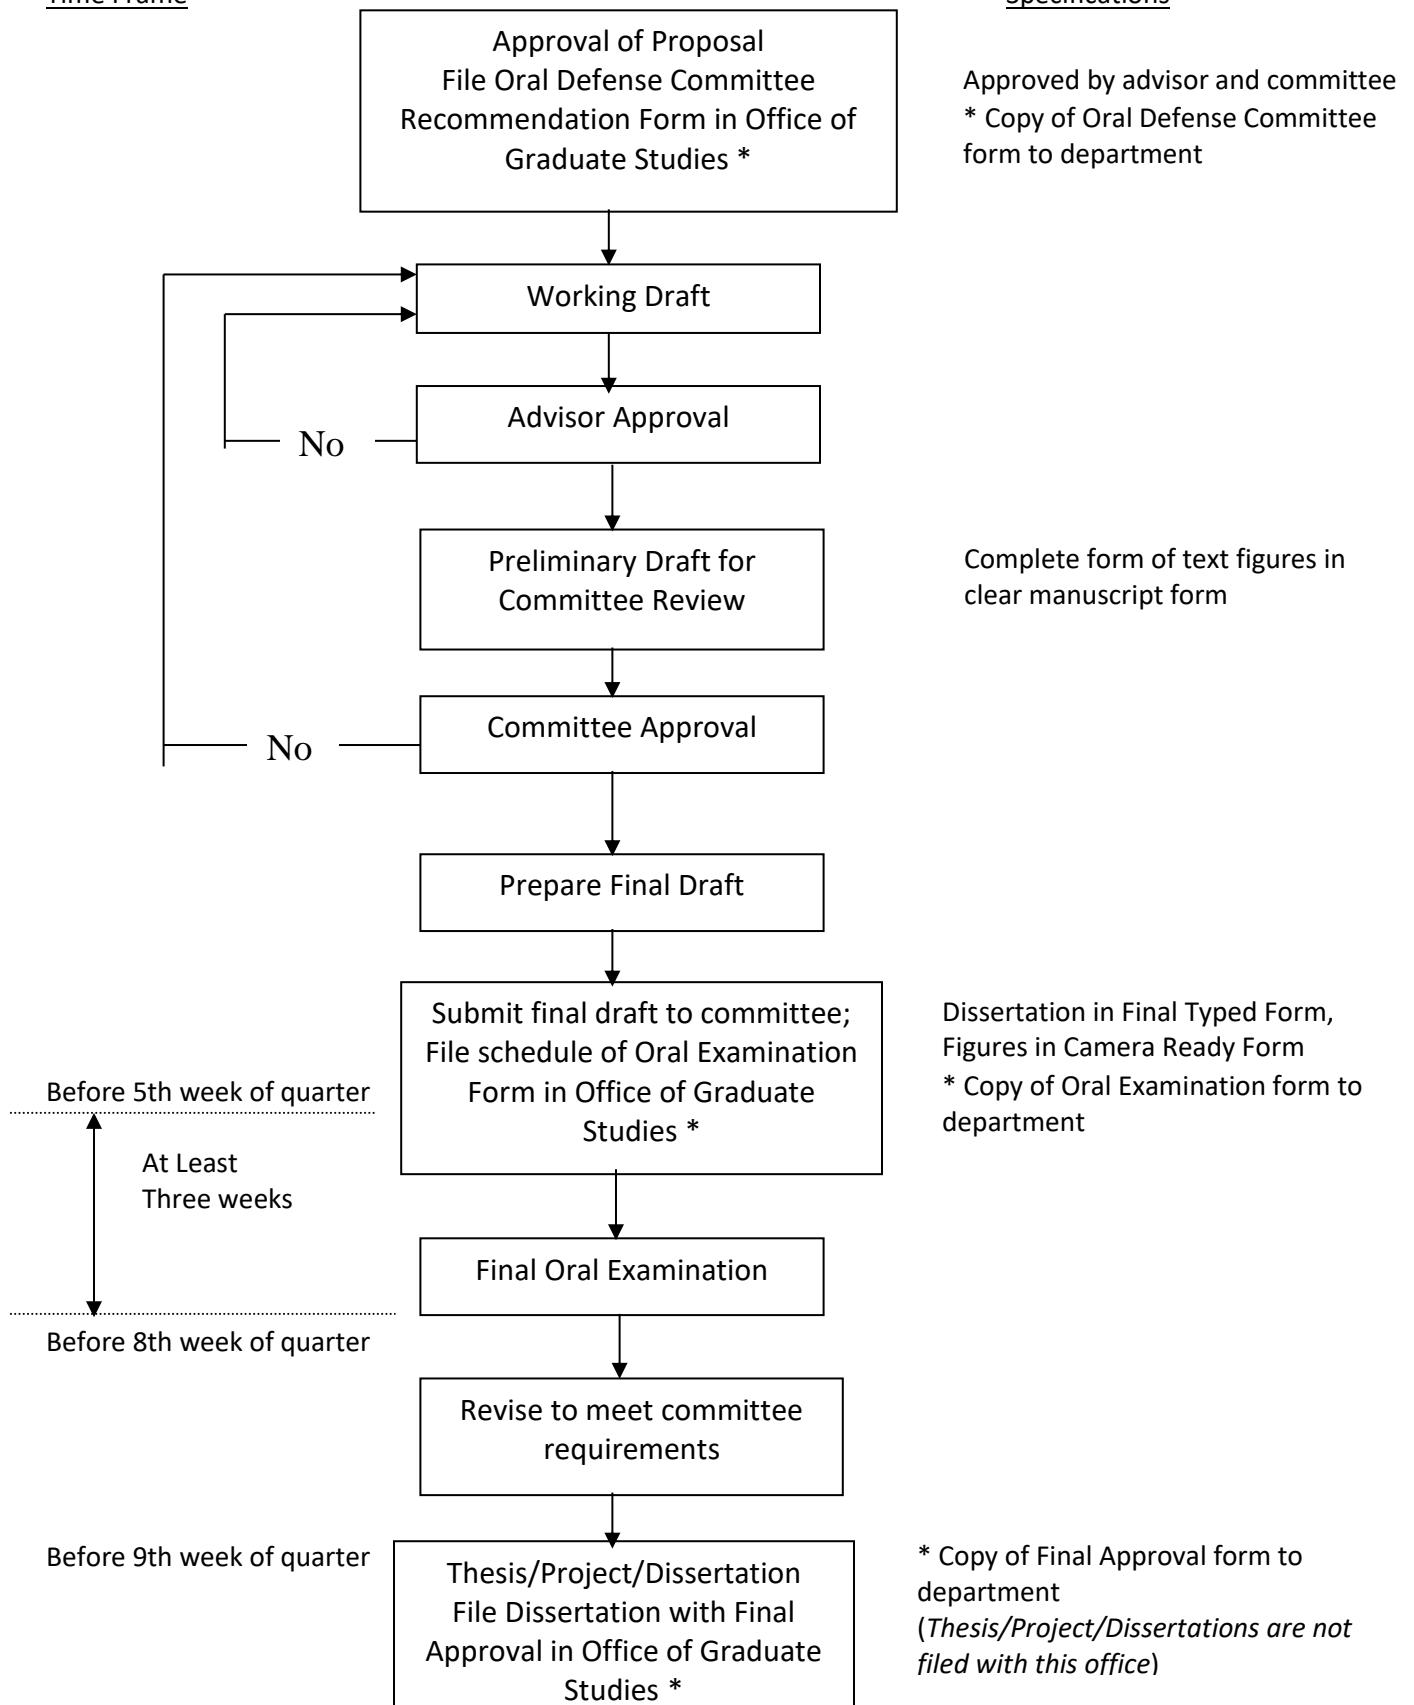 Time Frame
Specifications
Approval of Proposal
File Oral Defense Committee
Recommendation Form in Office of
Graduate Studies *
Approved by advisor and committee
* Copy of Oral Defense Committee
form to department
Working Draft
Advisor Approval
No
Preliminary Draft for
Committee Review
Complete form of text figures in
clear manuscript form
Committee Approval
No
Prepare Final Draft
Submit final draft to committee;
File schedule of Oral Examination
Form in Office of Graduate
Studies *
Dissertation in Final Typed Form,
Figures in Camera Ready Form
* Copy of Oral Examination form to
department
Before 5th week of quarter
At Least
Three weeks
Final Oral Examination
Before 8th week of quarter
Revise to meet committee
requirements
Before 9th week of quarter
Thesis/Project/Dissertation
File Dissertation with Final
Approval in Office of Graduate
Studies *
* Copy of Final Approval form to
department
(Thesis/Project/Dissertations are not
filed with this office)